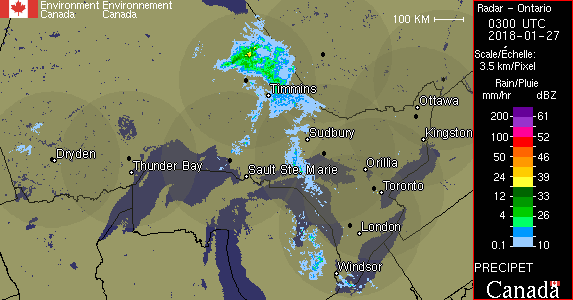 Environment Environnement
Canada Canada
100 KM
Timmins
Ottawa
Sudbury
Kingston
Dryden
Thunder Bay
Sault Ste. Marie
Orillia
Toronto
London
Windsor
Radar - Ontario
0300 UTC
2018-01-27
Scale/Échelle:
3.5 km/Pixel
Rain/Pluie
mm/hr dBZ
200 61
100 52
50 46
24 39
12 33
4 26
0.1 10
PRECIPET
Canada